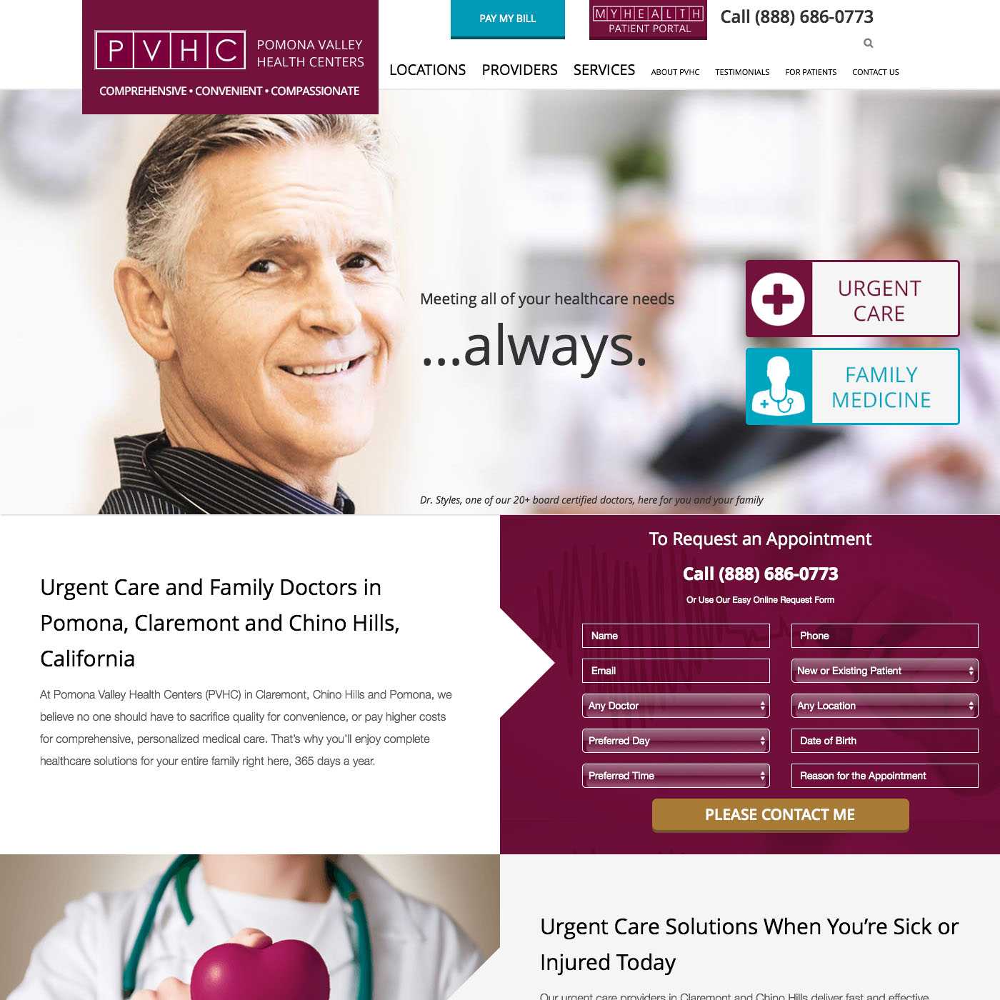 PAY MY BILL
MYHEALTH
PATIENT PORTAL
Call (888) 686-0773
PVHC
POMONA VALLEY
HEALTH CENTERS
COMPREHENSIVE • CONVENIENT • COMPASSIONATE
LOCATIONS PROVIDERS SERVICES ABOUT PVHC TESTIMONIALS FOR PATIENTS CONTACT US
Meeting all of your healthcare needs
...always.
URGENT
CARE
FAMILY
MEDICINE
Dr. Styles, one of our 20+ board certified doctors, here for you and your family
Urgent Care and Family Doctors in
Pomona, Claremont and Chino Hills,
California
At Pomona Valley Health Centers (PVHC) in Claremont, Chino Hills and Pomona, we
believe no one should have to sacrifice quality for convenience, or pay higher costs
for comprehensive, personalized medical care. That's why you'll enjoy complete
healthcare solutions for your entire family right here, 365 days a year.
To Request an Appointment
Call (888) 686-0773
Or Use Our Easy Online Request Form
Name
Phone
Email
New or Existing Patient
Any Doctor
Any Location
Preferred Day
Date of Birth
Preferred Time
Reason for the Appointment
PLEASE CONTACT ME
Urgent Care Solutions When You're Sick or
Injured Today
Our urgent care providers in Claremont and Chino Hills deliver fast and effective